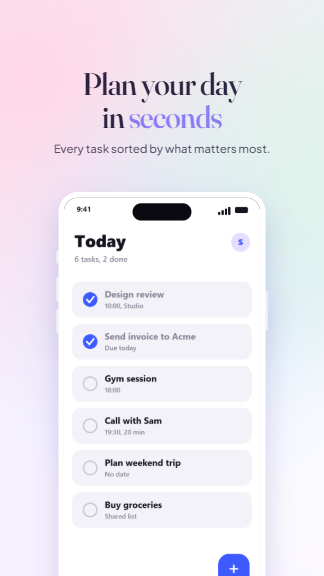 Plan your day
in seconds
Every task sorted by what matters most.
9:41
Today
S
6 tasks, 2 done
Design review
10:00, Studio
Send invoice to Acme
Due today
Gym session
18:00
Call with Sam
19:30, 20 min
Plan weekend trip
No date
Buy groceries
Shared list
+